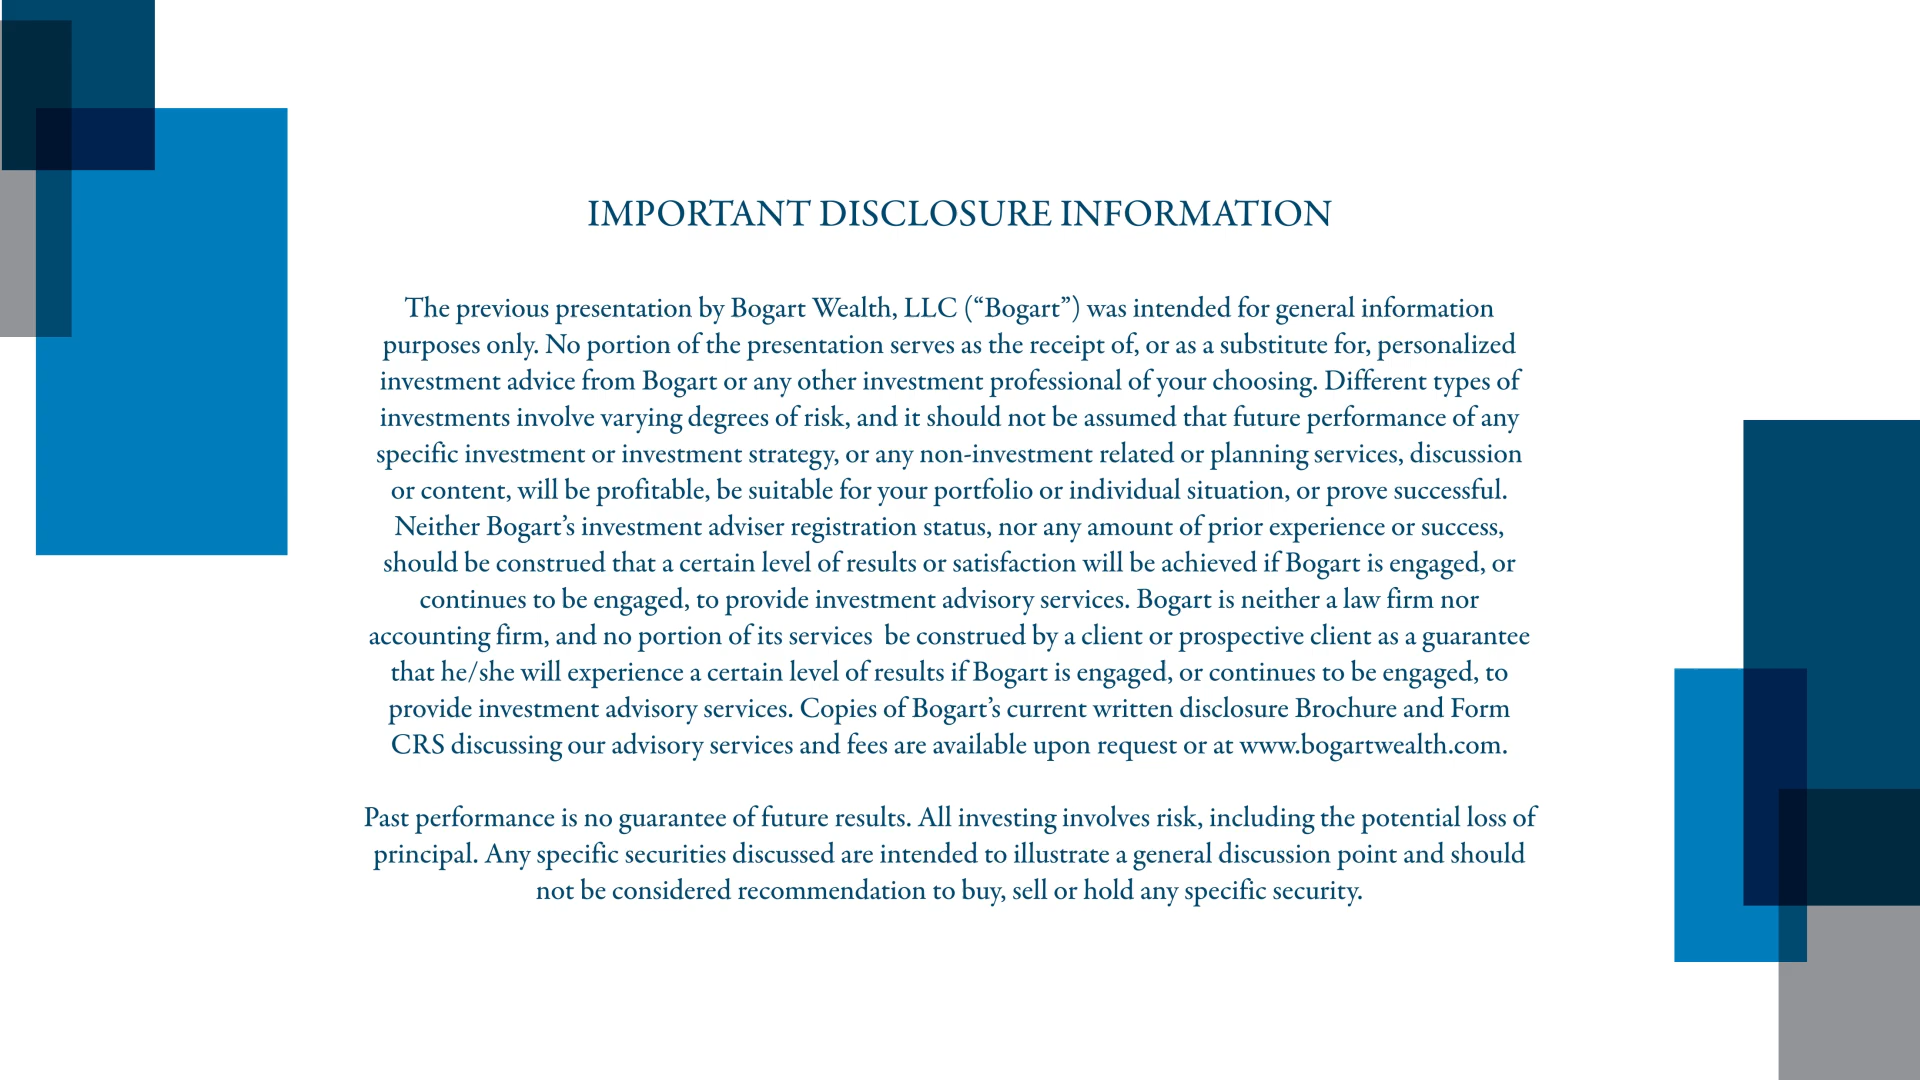 IMPORTANT DISCLOSURE INFORMATION
The previous presentation by Bogart Wealth, LLC (“Bogart”) was intended for general information
purposes only. No portion of the presentation serves as the receipt of, or as a substitute for, personalized
investment advice from Bogart or any other investment professional of your choosing. Different types of
investments involve varying degrees of risk, and it should not be assumed that future performance of any
specific investment or investment strategy, or any non-investment related or planning services, discussion
or content, will be profitable, be suitable for your portfolio or individual situation, or prove successful.
Neither Bogart’s investment adviser registration status, nor any amount of prior experience or success,
should be construed that a certain level of results or satisfaction will be achieved if Bogart is engaged, or
continues to be engaged, to provide investment advisory services. Bogart is neither a law firm nor
accounting firm, and no portion of its services  be construed by a client or prospective client as a guarantee
that he/she will experience a certain level of results if Bogart is engaged, or continues to be engaged, to
provide investment advisory services. Copies of Bogart’s current written disclosure Brochure and Form
CRS discussing our advisory services and fees are available upon request or at www.bogartwealth.com.
Past performance is no guarantee of future results. All investing involves risk, including the potential loss of
principal. Any specific securities discussed are intended to illustrate a general discussion point and should
not be considered recommendation to buy, sell or hold any specific security.